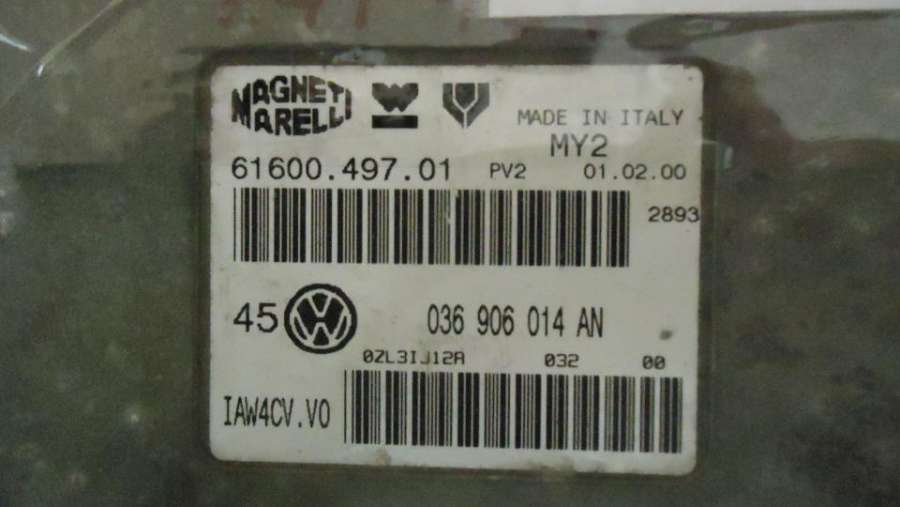 MAGNETI
MARELLI
MADE IN ITALY
MY2
61600.497.01 PV2 01.02.00
2893
45 036 906 014 AN
0ZL3IJ12A 032 00
IAW4CV.V0